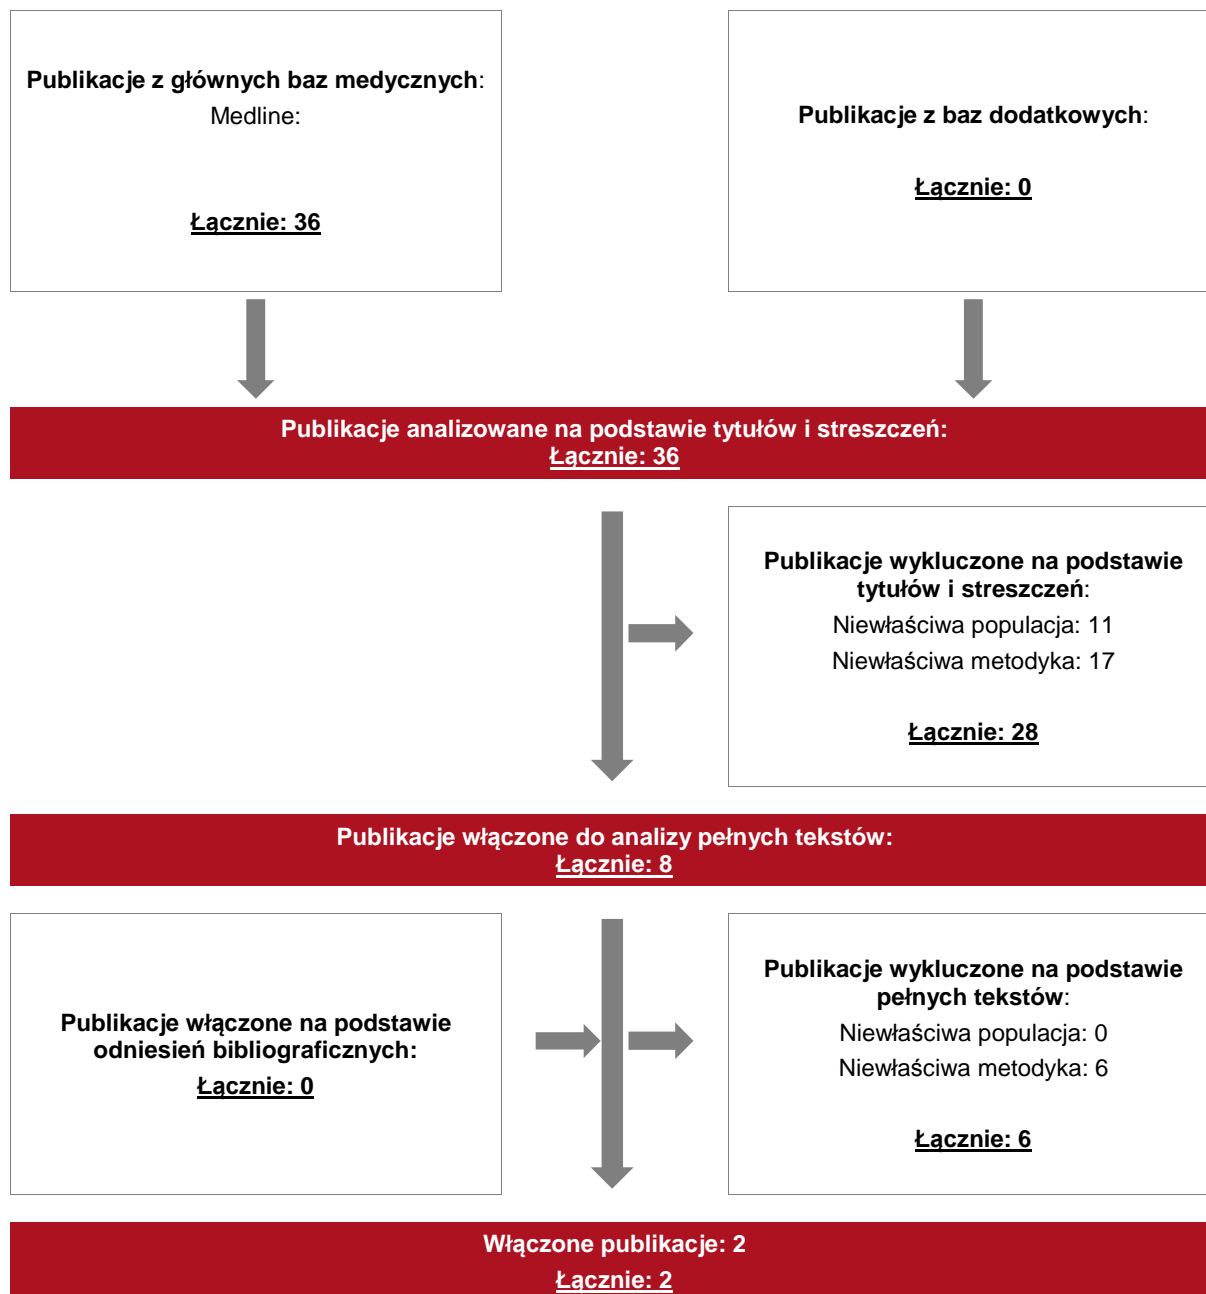 Publikacje z głównych baz medycznych:
Medline:
Łącznie: 36
Publikacje z baz dodatkowych:
Łącznie: 0
Publikacje analizowane na podstawie tytułów i streszczeń:
Łącznie: 36
Publikacje wykluczone na podstawie
tytułów i streszczeń:
Niewłaściwa populacja: 11
Niewłaściwa metodyka: 17
Łącznie: 28
Publikacje włączone do analizy pełnych tekstów:
Łącznie: 8
Publikacje włączone na podstawie
odniesień bibliograficznych:
Łącznie: 0
Publikacje wykluczone na podstawie
pełnych tekstów:
Niewłaściwa populacja: 0
Niewłaściwa metodyka: 6
Łącznie: 6
Włączone publikacje: 2
Łącznie: 2